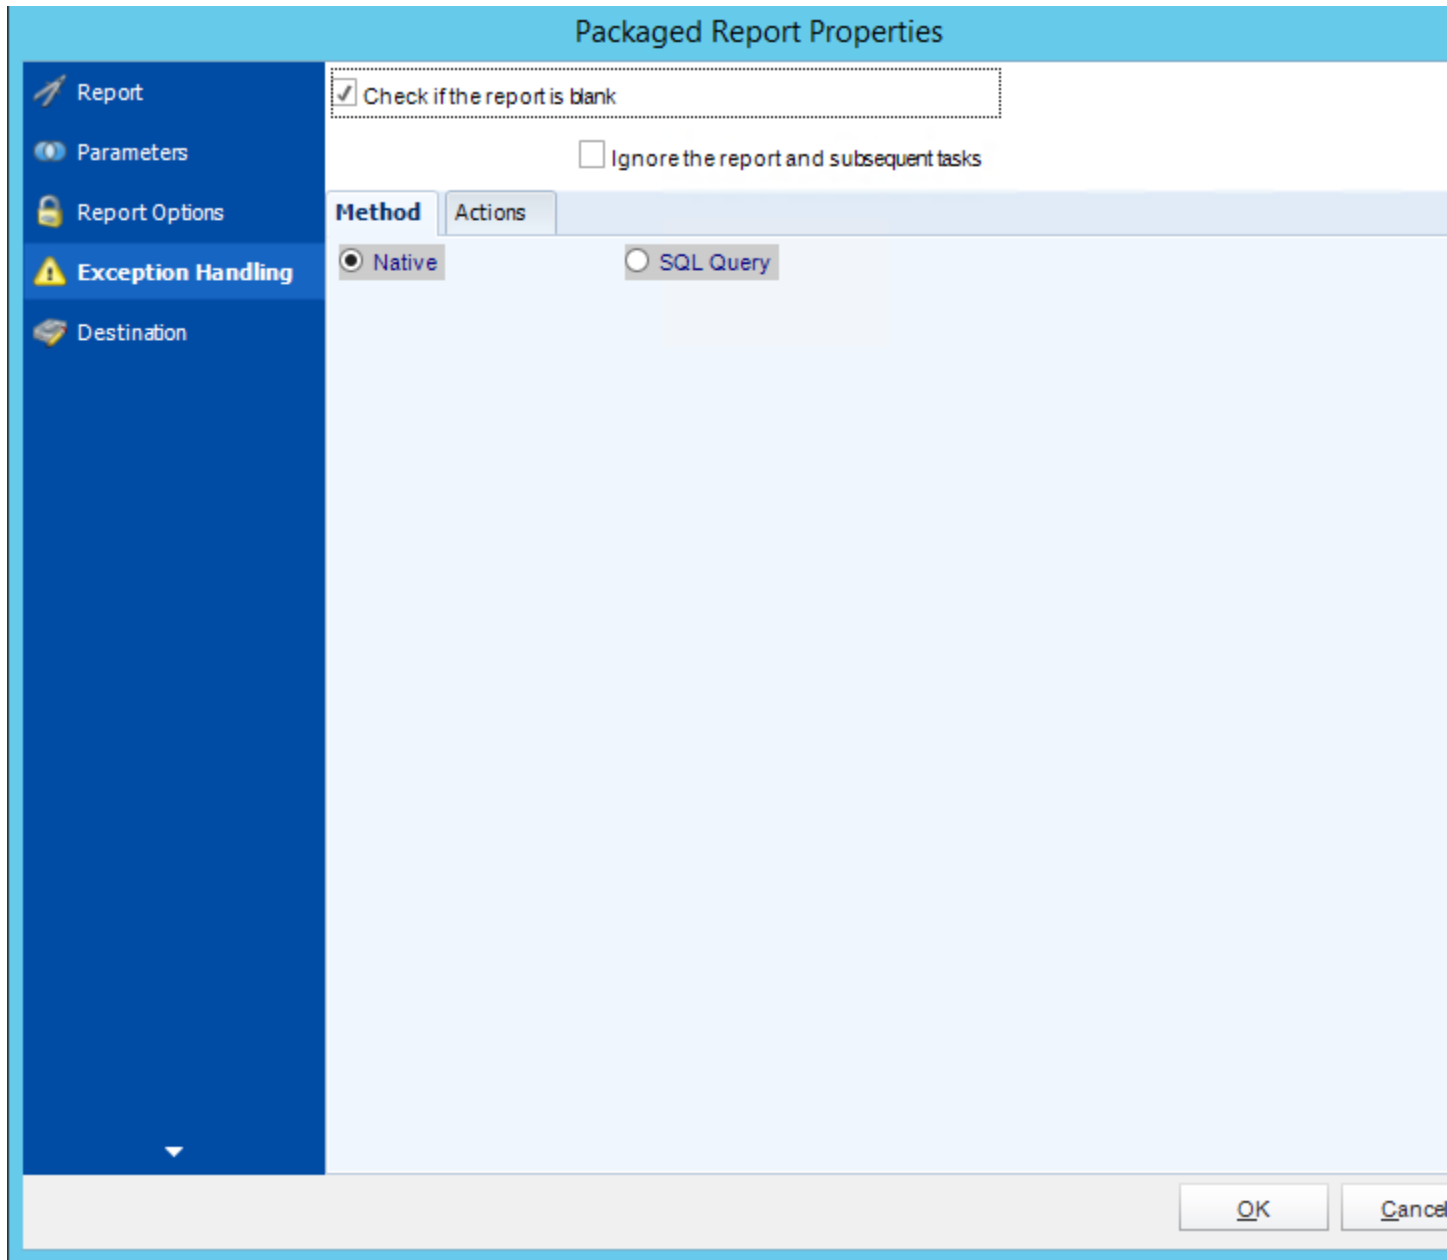 Packaged Report Properties
Report
Parameters
Report Options
Exception Handling
Destination
Check if the report is blank
Ignore the report and subsequent tasks
Method Actions
Native SQL Query
OK Cancel